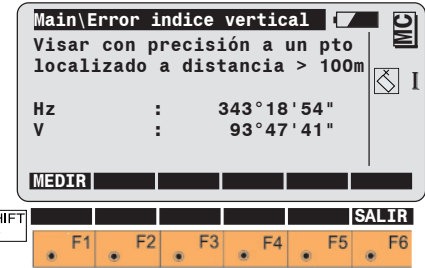 Main\Error indice vertical
MC
Visar con precisión a un pto
localizado a distancia > 100m
I
Hz : 343°18'54"
V : 93°47'41"
MEDIR
SALIR
F1 F2 F3 F4 F5 F6